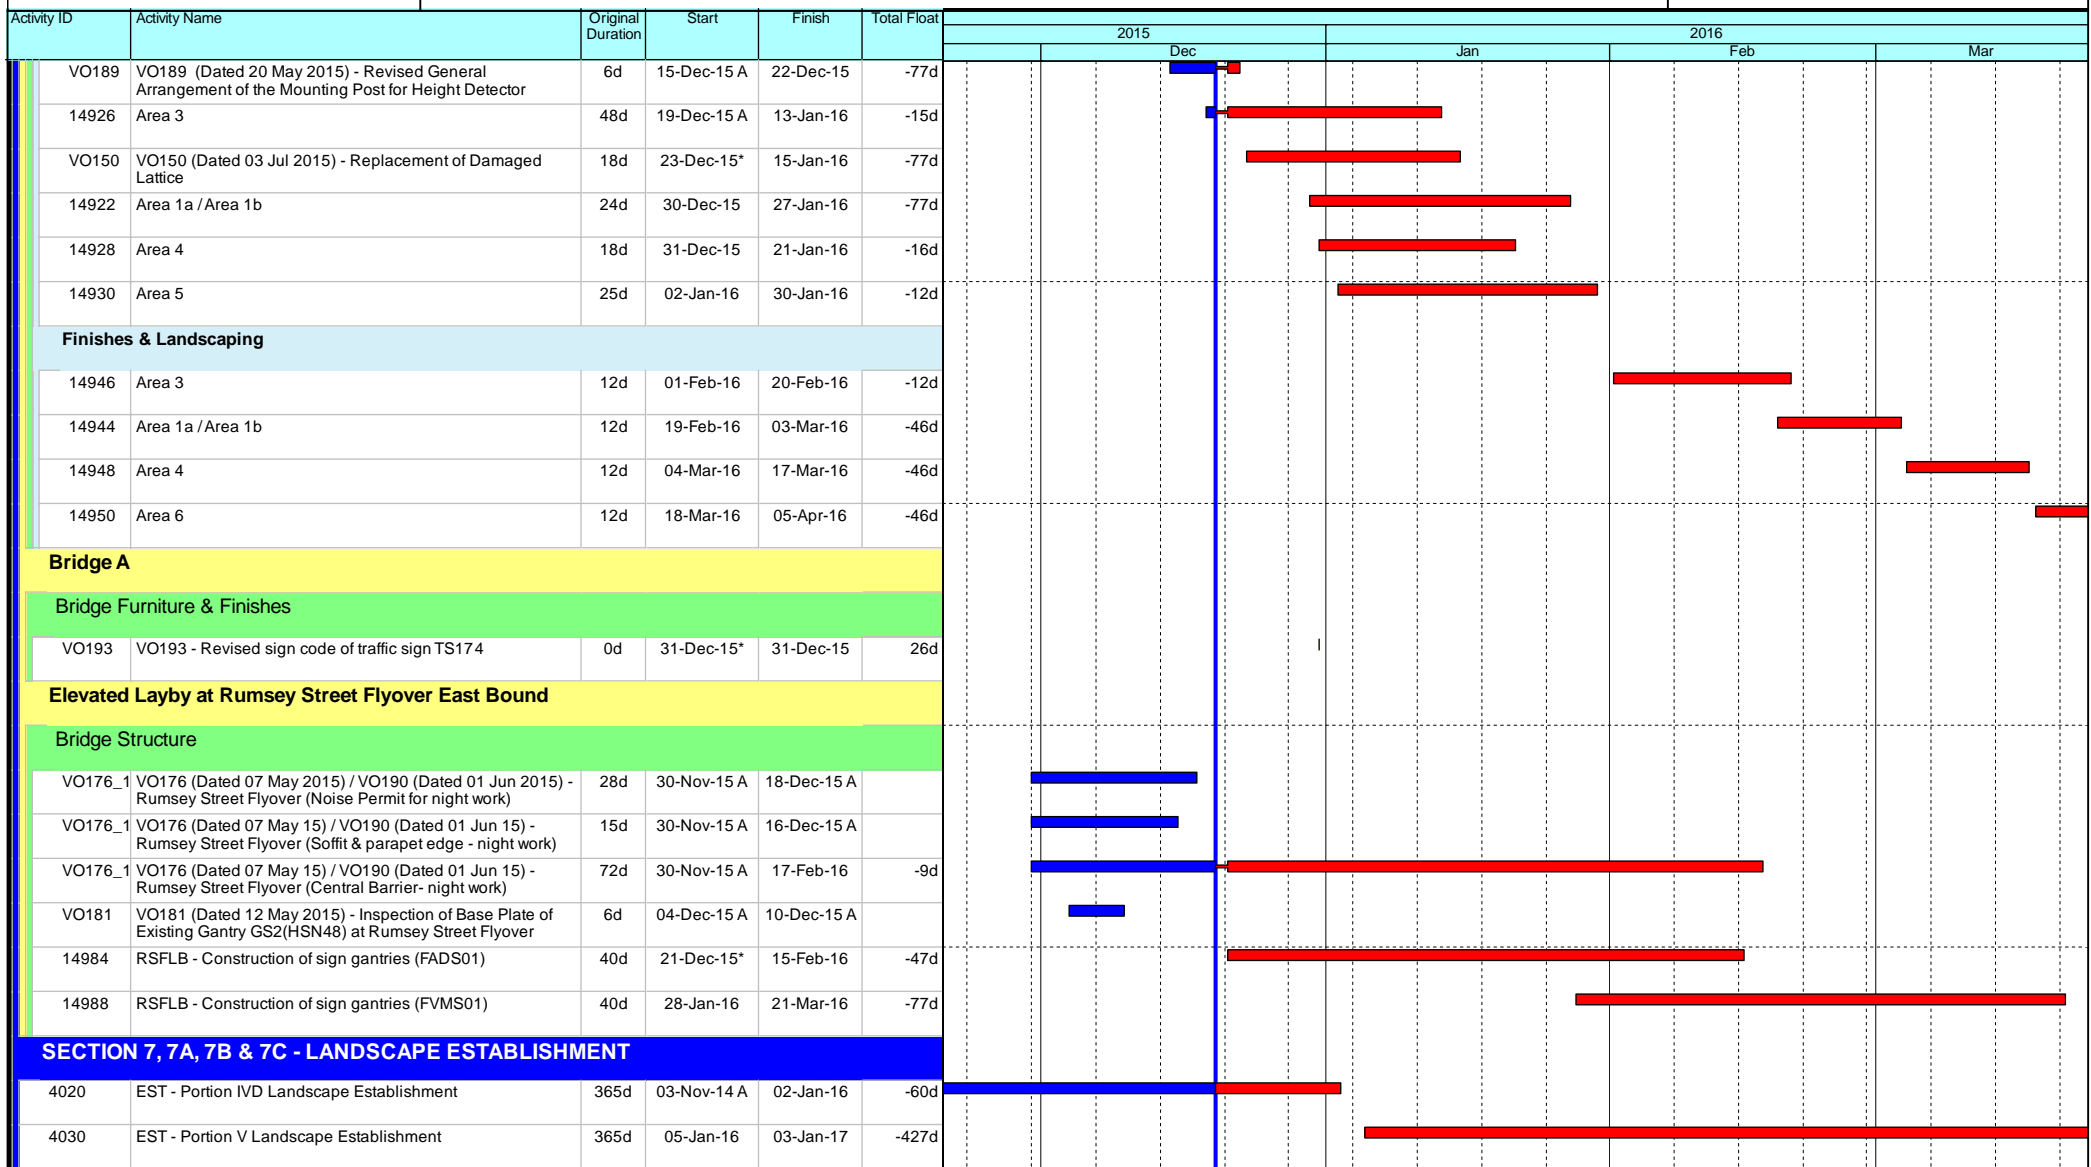 Activity ID Activity Name Original Duration Start Finish Total Float
2015 2016
Dec Jan Feb Mar
VO189 VO189 (Dated 20 May 2015) - Revised General 6d 15-Dec-15 A 22-Dec-15 -77d
Arrangement of the Mounting Post for Height Detector
14926 Area 3 48d 19-Dec-15 A 13-Jan-16 -15d
VO150 VO150 (Dated 03 Jul 2015) - Replacement of Damaged 18d 23-Dec-15* 15-Jan-16 -77d
Lattice
14922 Area 1a / Area 1b 24d 30-Dec-15 27-Jan-16 -77d
14928 Area 4 18d 31-Dec-15 21-Jan-16 -16d
14930 Area 5 25d 02-Jan-16 30-Jan-16 -12d
Finishes & Landscaping
14946 Area 3 12d 01-Feb-16 20-Feb-16 -12d
14944 Area 1a / Area 1b 12d 19-Feb-16 03-Mar-16 -46d
14948 Area 4 12d 04-Mar-16 17-Mar-16 -46d
14950 Area 6 12d 18-Mar-16 05-Apr-16 -46d
Bridge A
Bridge Furniture & Finishes
VO193 VO193 - Revised sign code of traffic sign TS174 0d 31-Dec-15* 31-Dec-15 26d
Elevated Layby at Rumsey Street Flyover East Bound
Bridge Structure
VO176_1 VO176 (Dated 07 May 2015) / VO190 (Dated 01 Jun 2015) - 28d 30-Nov-15 A 18-Dec-15 A
Rumsey Street Flyover (Noise Permit for night work)
VO176_1 VO176 (Dated 07 May 15) / VO190 (Dated 01 Jun 15) - 15d 30-Nov-15 A 16-Dec-15 A
Rumsey Street Flyover (Soffit & parapet edge - night work)
VO176_1 VO176 (Dated 07 May 15) / VO190 (Dated 01 Jun 15) - 72d 30-Nov-15 A 17-Feb-16 -9d
Rumsey Street Flyover (Central Barrier- night work)
VO181 VO181 (Dated 12 May 2015) - Inspection of Base Plate of 6d 04-Dec-15 A 10-Dec-15 A
Existing Gantry GS2(HSN48) at Rumsey Street Flyover
14984 RSFLB - Construction of sign gantries (FADS01) 40d 21-Dec-15* 15-Feb-16 -47d
14988 RSFLB - Construction of sign gantries (FVMS01) 40d 28-Jan-16 21-Mar-16 -77d
SECTION 7, 7A, 7B & 7C - LANDSCAPE ESTABLISHMENT
4020 EST - Portion IVD Landscape Establishment 365d 03-Nov-14 A 02-Jan-16 -60d
4030 EST - Portion V Landscape Establishment 365d 05-Jan-16 03-Jan-17 -427d